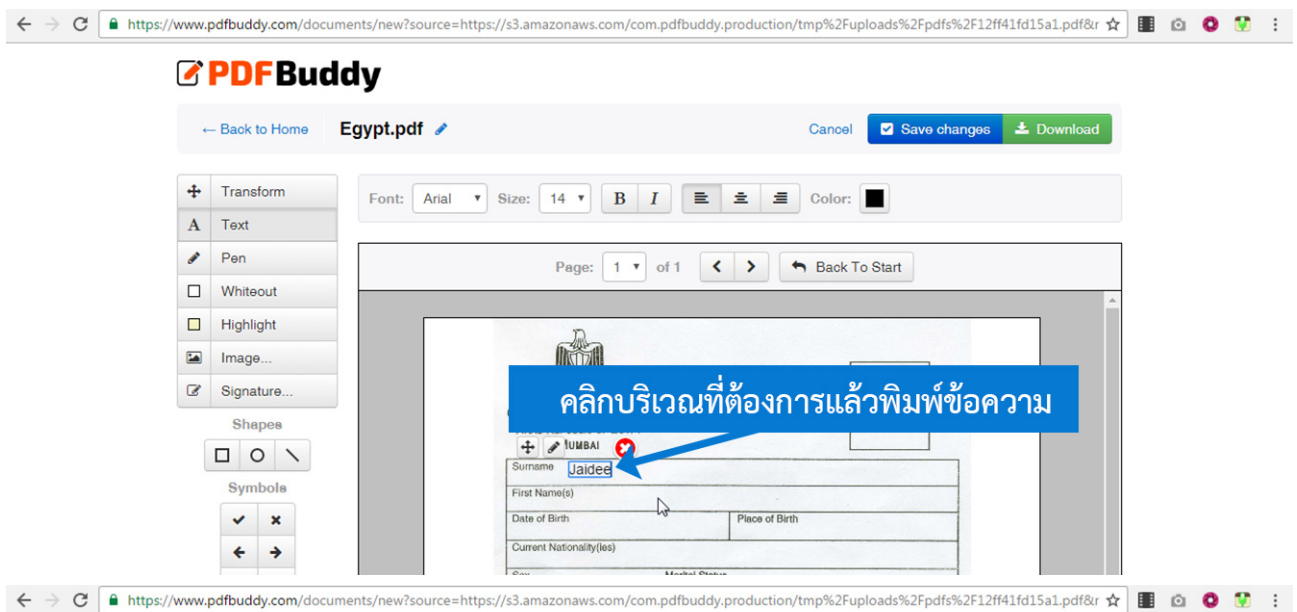 https://www.pdfbuddy.com/documents/new?source=https://s3.amazonaws.com/com.pdfbuddy.production/tmp%2Fuploads%2Fpdfs%2F12ff41fd15a1.pdf&r
PDFBuddy
← Back to Home
Egypt.pdf
Cancel
Save changes
Download
Transform
Font: Arial Size: 14 B I Color:
A Text
Pen
Page: 1 of 1 Back To Start
Whiteout
Highlight
Image...
Signature...
คลิกบริเวณที่ต้องการแล้วพิมพ์ข้อความ
Shapes
MUMBAI
Surname Jaidee
First Name(s)
Symbols
Date of Birth Place of Birth
Current Nationality(ies)
Sex Marital Status
https://www.pdfbuddy.com/documents/new?source=https://s3.amazonaws.com/com.pdfbuddy.production/tmp%2Fuploads%2Fpdfs%2F12ff41fd15a1.pdf&r